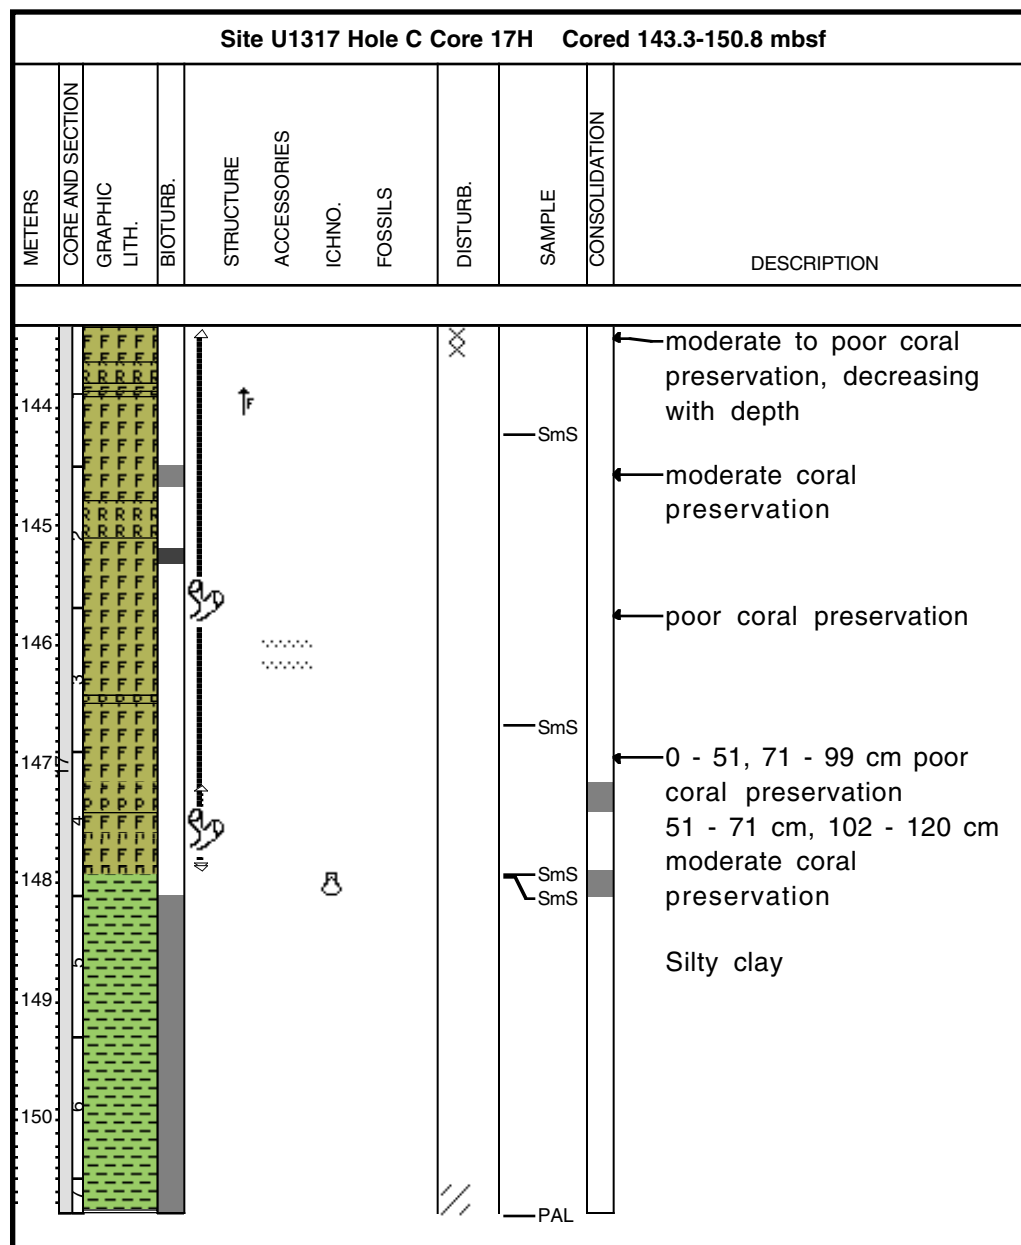 Site U1317 Hole C Core 17H Cored 143.3-150.8 mbsf
METERS
CORE AND SECTION
GRAPHIC
LITH.
BIOTURB.
STRUCTURE
ACCESSORIES
ICHNO.
FOSSILS
DISTURB.
SAMPLE
CONSOLIDATION
DESCRIPTION
moderate to poor coral
preservation, decreasing
with depth
144
F
SmS
moderate coral
preservation
145
2
poor coral preservation
146
3
SmS
147
17
0 - 51, 71 - 99 cm poor
coral preservation
51 - 71 cm, 102 - 120 cm
moderate coral
preservation
4
148
SmS
SmS
Silty clay
5
149
6
150
7
PAL